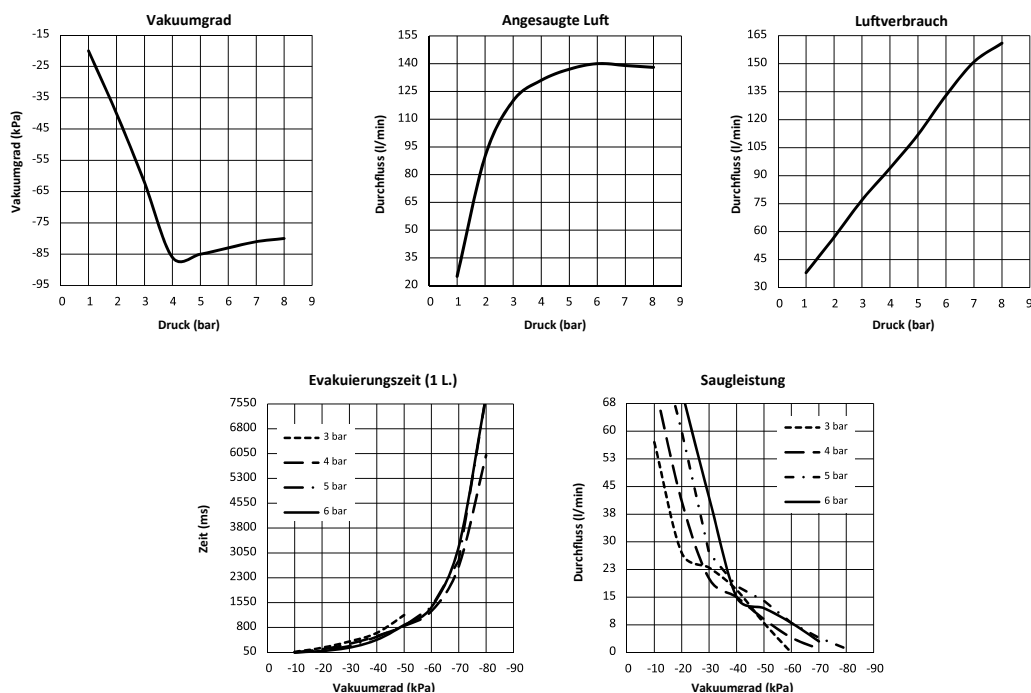 Vakuumgrad
-15
-25
-35
-45
-55
-65
-75
-85
-95
Vakuumgrad (kPa)
0 1 2 3 4 5 6 7 8 9
Druck (bar)
Angesaugte Luft
155
140
125
110
95
80
65
50
35
20
Durchfluss (l/min)
0 1 2 3 4 5 6 7 8 9
Druck (bar)
Luftverbrauch
165
150
135
120
105
90
75
60
45
30
Durchfluss (l/min)
0 1 2 3 4 5 6 7 8 9
Druck (bar)
Evakuierungszeit (1 L.)
7550
6800
6050
5300
4550
3800
3050
2300
1550
800
50
Zeit (ms)
3 bar
4 bar
5 bar
6 bar
0 -10 -20 -30 -40 -50 -60 -70 -80 -90
Vakuumgrad (kPa)
Saugleistung
68
60
53
45
38
30
23
15
8
0
Durchfluss (l/min)
3 bar
4 bar
5 bar
6 bar
0 -10 -20 -30 -40 -50 -60 -70 -80 -90
Vakuumgrad (kPa)